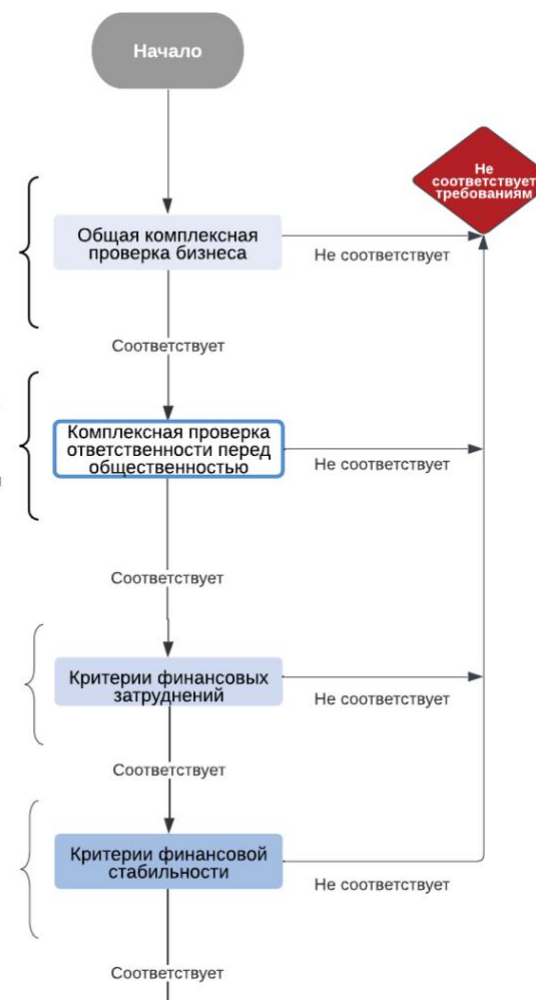 Начало
Не
соответствует
требованиям
Общая комплексная
проверка бизнеса
Не соответствует
Соответствует
Комплексная проверка
ответственности перед
общественностью
Не соответствует
Соответствует
Критерии финансовых
затруднений
Не соответствует
Соответствует
Критерии финансовой
стабильности
Не соответствует
Соответствует